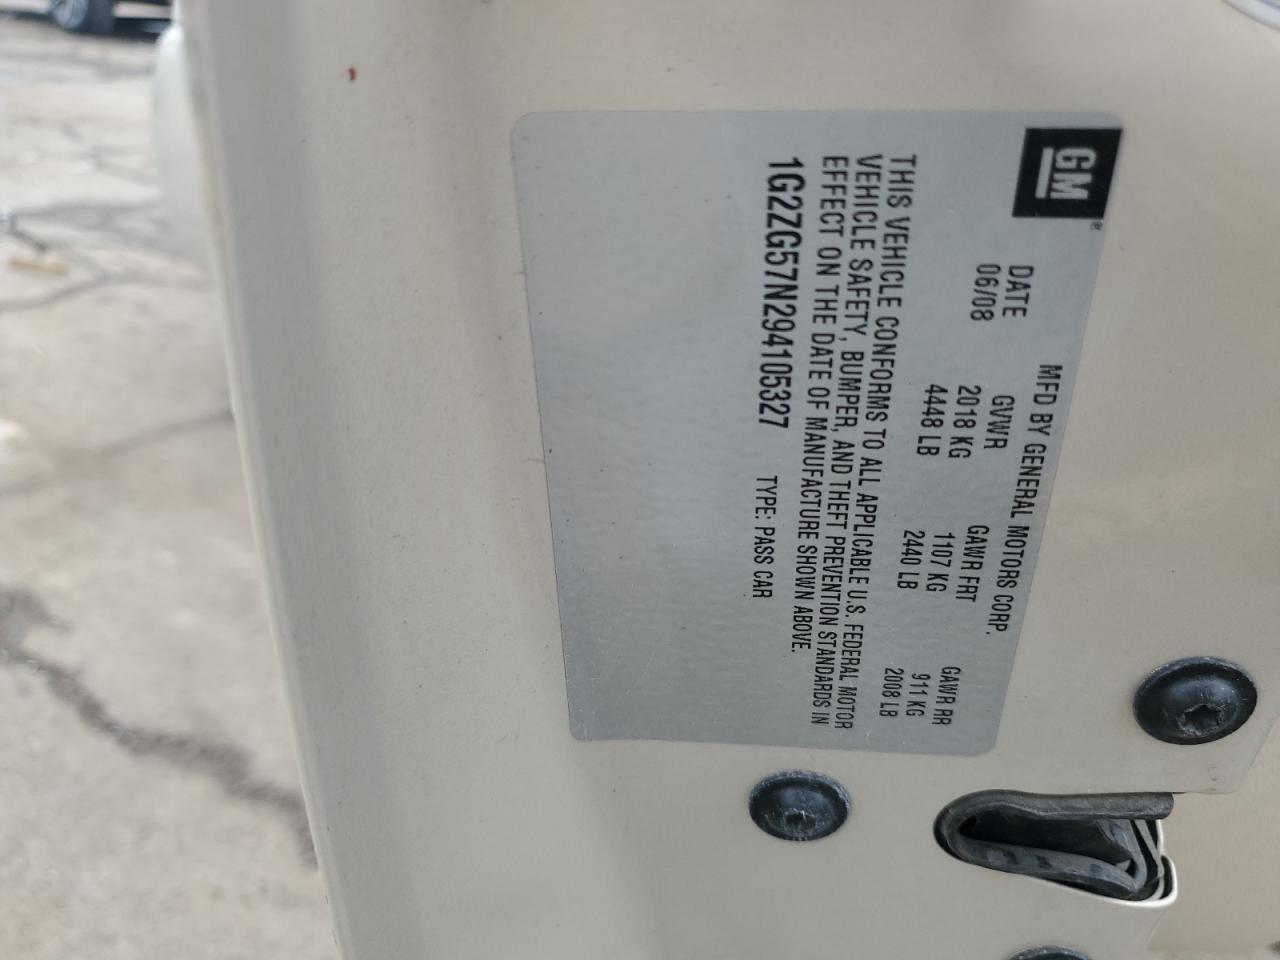 GM®
MFD BY GENERAL MOTORS CORP.
DATE GVWR GAWR FRT GAWR RR
06/08 2018 KG 1107 KG 911 KG
4448 LB 2440 LB 2008 LB
THIS VEHICLE CONFORMS TO ALL APPLICABLE U.S. FEDERAL MOTOR
VEHICLE SAFETY, BUMPER, AND THEFT PREVENTION STANDARDS IN
EFFECT ON THE DATE OF MANUFACTURE SHOWN ABOVE.
1G2ZG57N294105327 TYPE: PASS CAR